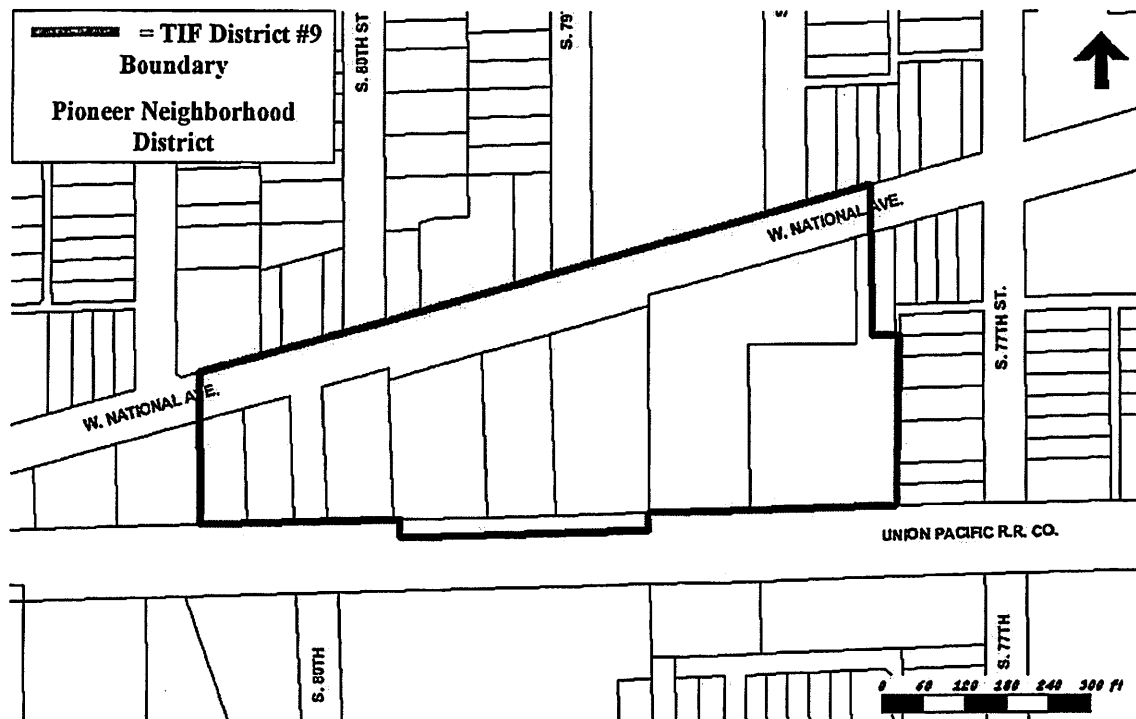 = TIF District #9
Boundary
Pioneer Neighborhood
District
S. 80TH ST
S. 79
W. NATIONAL AVE.
W. NATIONAL AVE.
S. 77TH ST.
UNION PACIFIC R.R. CO.
S. 80TH
S. 77TH
0 60 120 180 240 300 ft